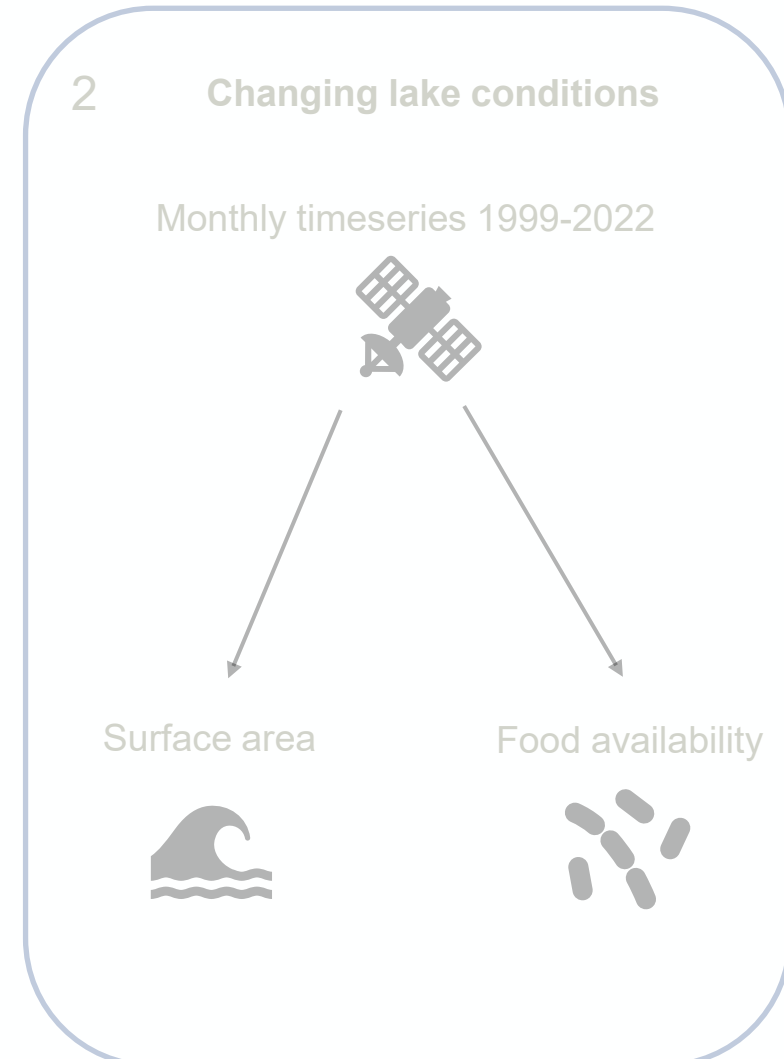 2
Changing lake conditions
Monthly timeseries 1999-2022
Surface area
Food availability